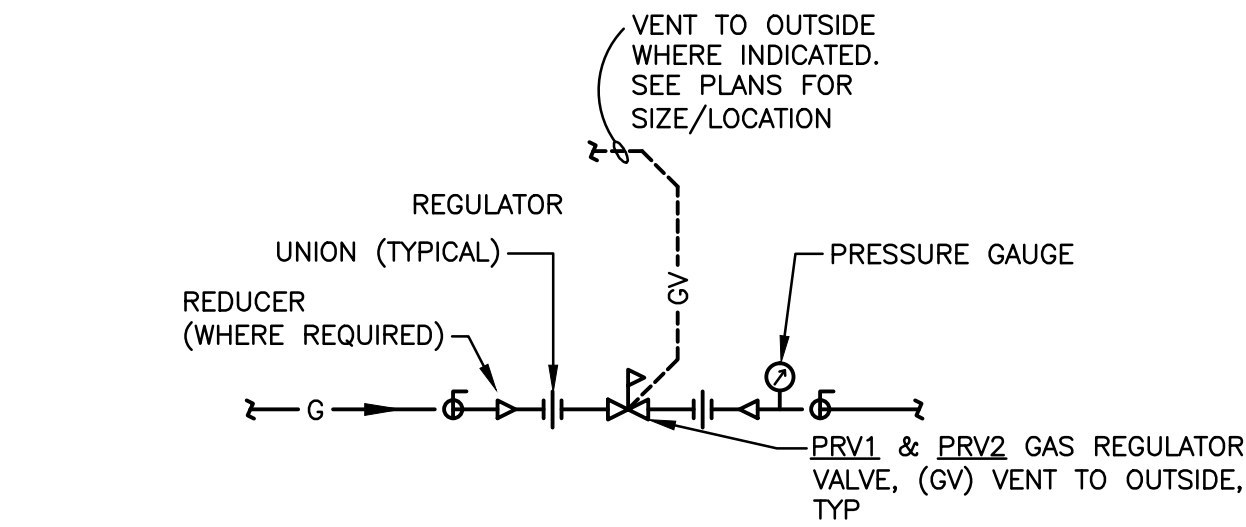 VENT TO OUTSIDE
WHERE INDICATED.
SEE PLANS FOR
SIZE/LOCATION
REGULATOR
UNION (TYPICAL)
PRESSURE GAUGE
GV
REDUCER
(WHERE REQUIRED)
G
PRV1 & PRV2 GAS REGULATOR
VALVE, (GV) VENT TO OUTSIDE,
TYP